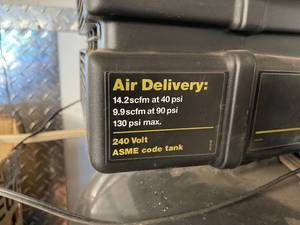 Air Delivery:
14.2scfm at 40 psi
9.9scfm at 90 psi
130 psi max.
240 Volt
ASME code tank